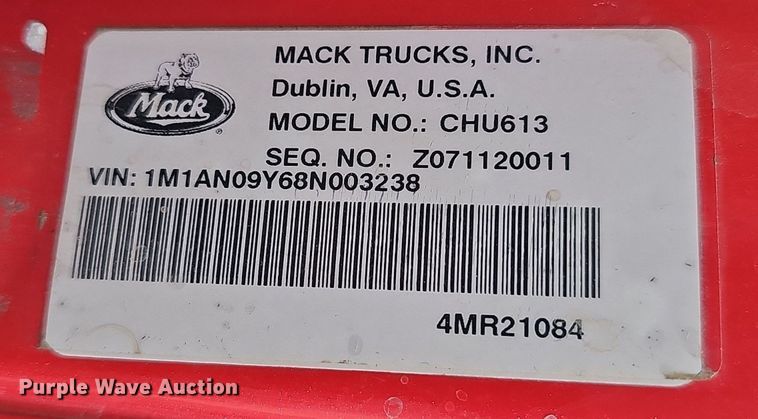 Mack
®
MACK TRUCKS, INC.
Dublin, VA, U.S.A.
MODEL NO.: CHU613
SEQ. NO.: Z071120011
VIN: 1M1AN09Y68N003238
4MR21084
Purple Wave Auction